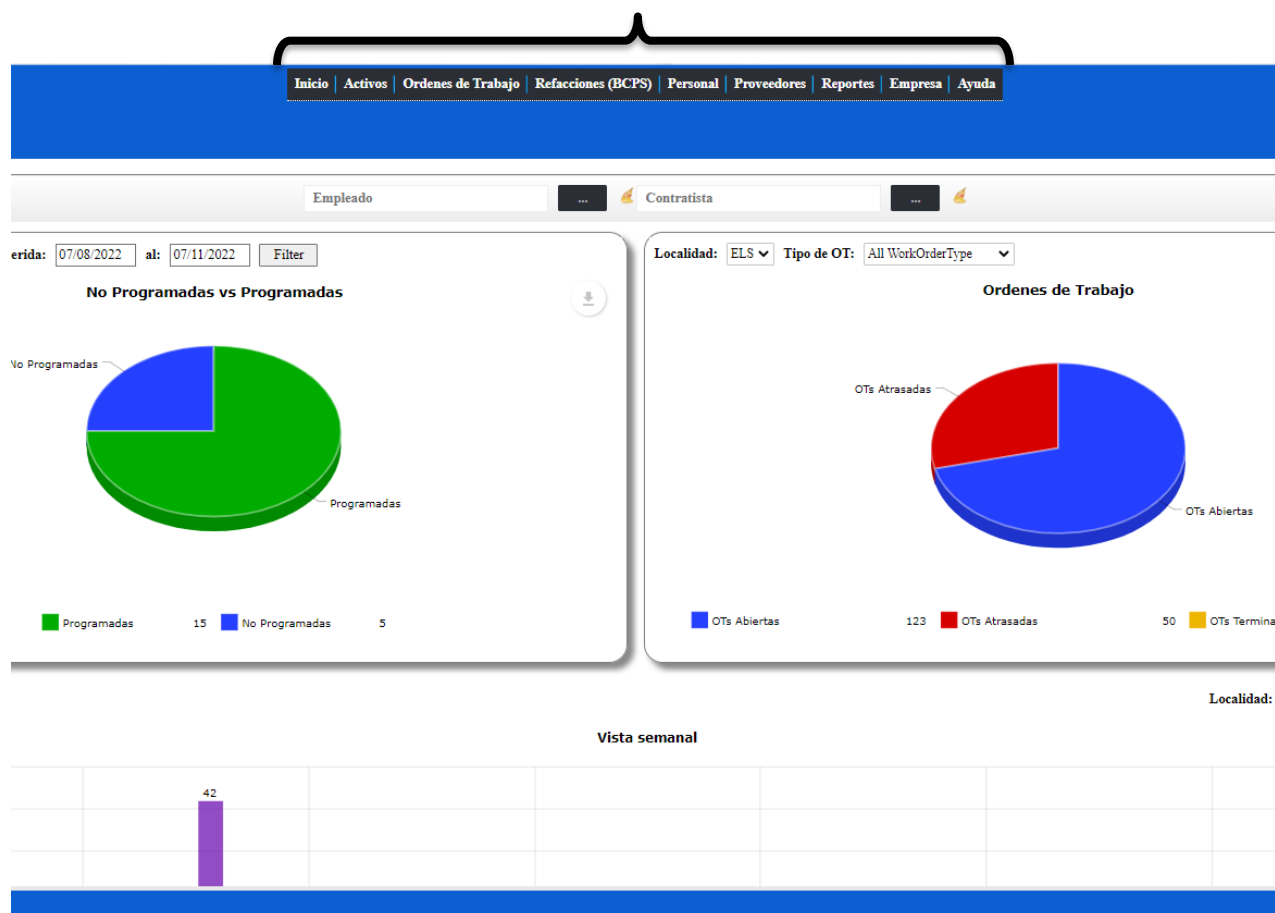 Inicio | Activos | Ordenes de Trabajo | Refacciones (BCPS) | Personal | Proveedores | Reportes | Empresa | Ayuda
Empleado ... Contratista ...
erida: 07/08/2022 al: 07/11/2022 Filter
No Programadas vs Programadas
No Programadas
Programadas
Programadas 15 No Programadas 5
Localidad: ELS Tipo de OT: All WorkOrderType
Ordenes de Trabajo
OTs Atrasadas
OTs Abiertas
OTs Abiertas 123 OTs Atrasadas 50 OTs Termina
Localidad:
Vista semanal
42